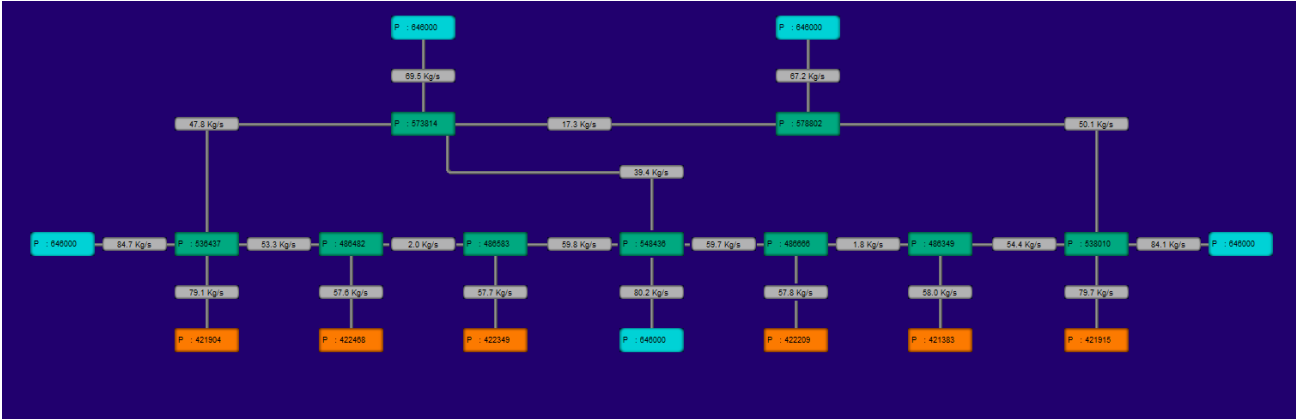 P : 646000
P : 646000
69.5 Kg/s
67.2 Kg/s
47.8 Kg/s
P : 573814
17.3 Kg/s
P : 578802
50.1 Kg/s
39.4 Kg/s
P : 646000
84.7 Kg/s
P : 536437
53.3 Kg/s
P : 486482
2.0 Kg/s
P : 486583
59.8 Kg/s
P : 548436
59.7 Kg/s
P : 486666
1.8 Kg/s
P : 486349
54.4 Kg/s
P : 538010
84.1 Kg/s
P : 646000
79.1 Kg/s
57.6 Kg/s
57.7 Kg/s
80.2 Kg/s
57.8 Kg/s
58.0 Kg/s
79.7 Kg/s
P : 421904
P : 422468
P : 422349
P : 646000
P : 422209
P : 421383
P : 421915